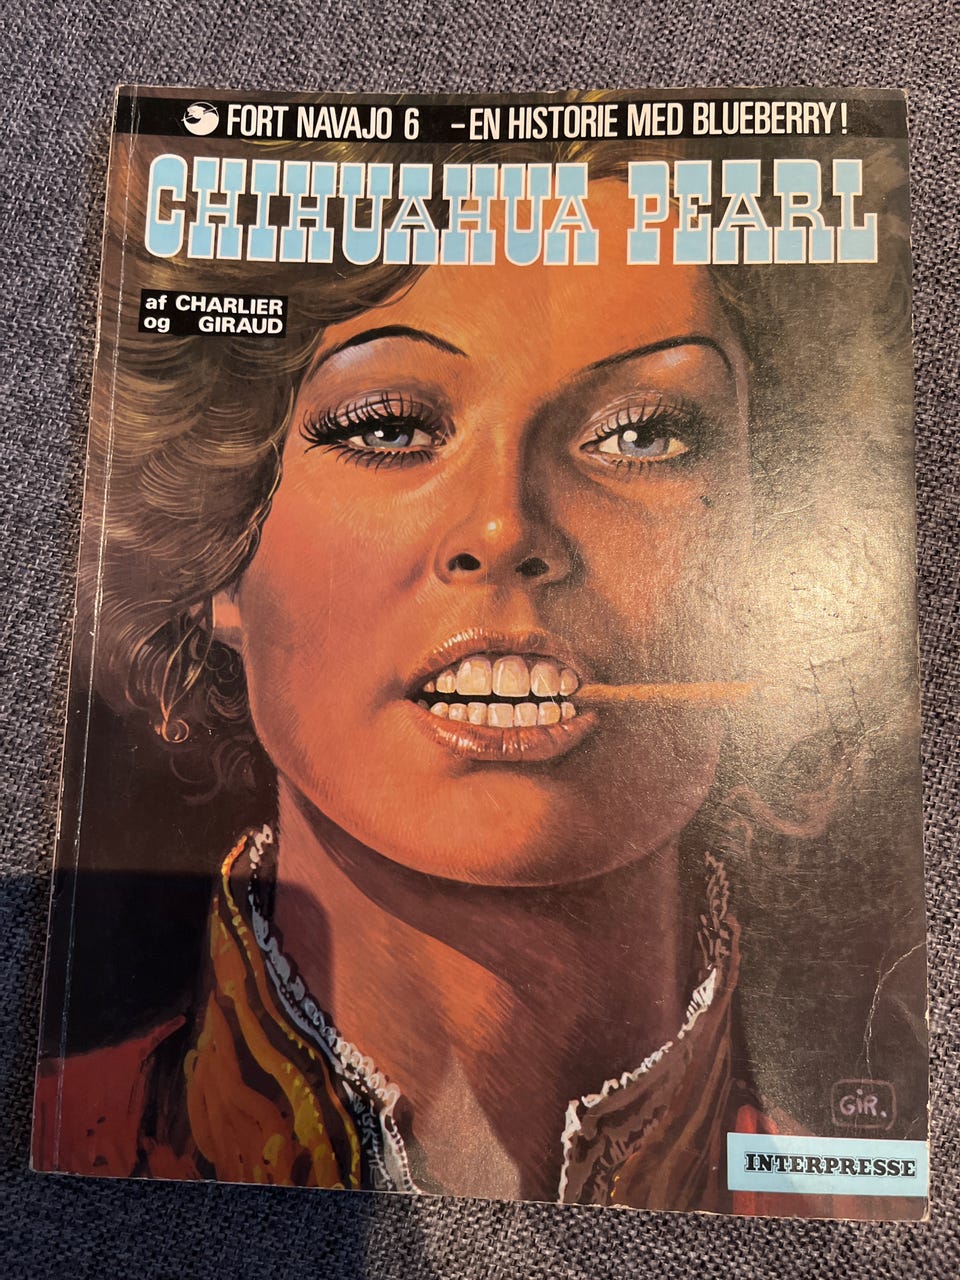 FORT NAVAJO 6 – EN HISTORIE MED BLUEBERRY!
CHIHUAHUA PEARL
af CHARLIER
og GIRAUD
GIR.
INTERPRESSE